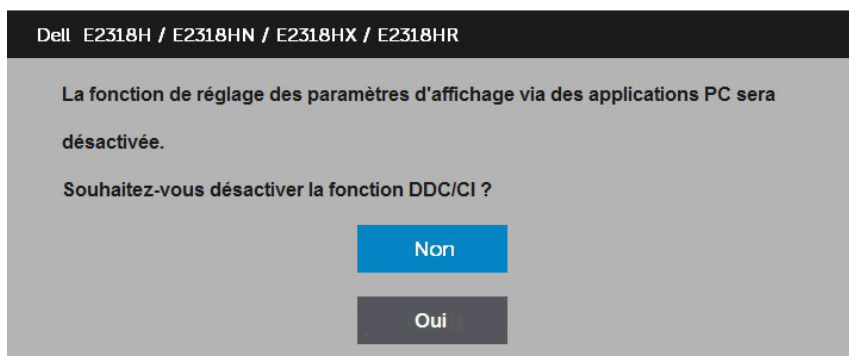 Dell E2318H / E2318HN / E2318HX / E2318HR
La fonction de réglage des paramètres d'affichage via des applications PC sera
désactivée.
Souhaitez-vous désactiver la fonction DDC/CI ?
Non
Oui